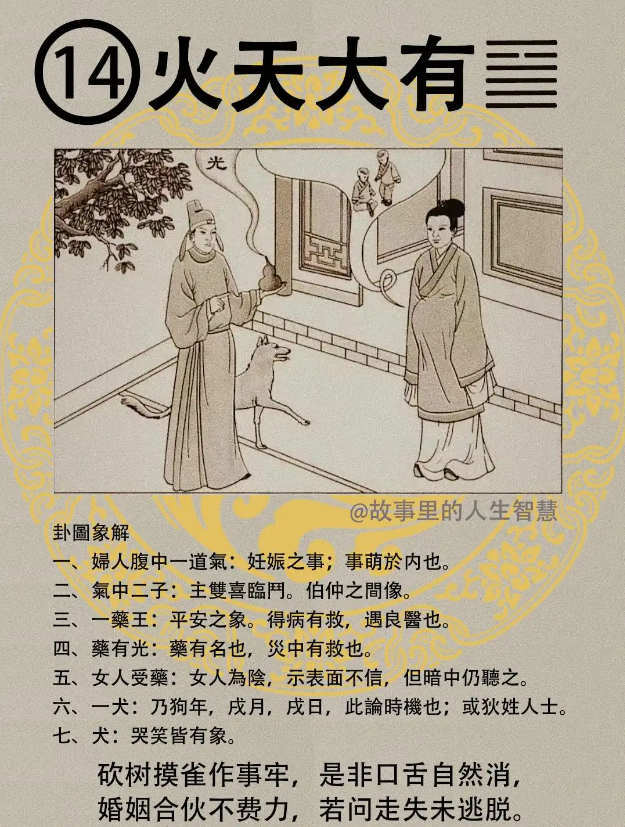 14 火天大有
光
@故事里的人生智慧
卦圖象解
一、婦人腹中一道氣：妊娠之事；事萌於内也。
二、氣中二子：主雙喜臨門。伯仲之間像。
三、一藥王：平安之象。得病有救，遇良醫也。
四、藥有光：藥有名也，災中有救也。
五、女人受藥：女人為陰，示表面不信，但暗中仍聽之。
六、一犬：乃狗年，戌月，戌日，此論時機也；或狄姓人士。
七、犬：哭笑皆有象。
砍树摸雀作事牢，是非口舌自然消，
婚姻合伙不费力，若问走失未逃脱。